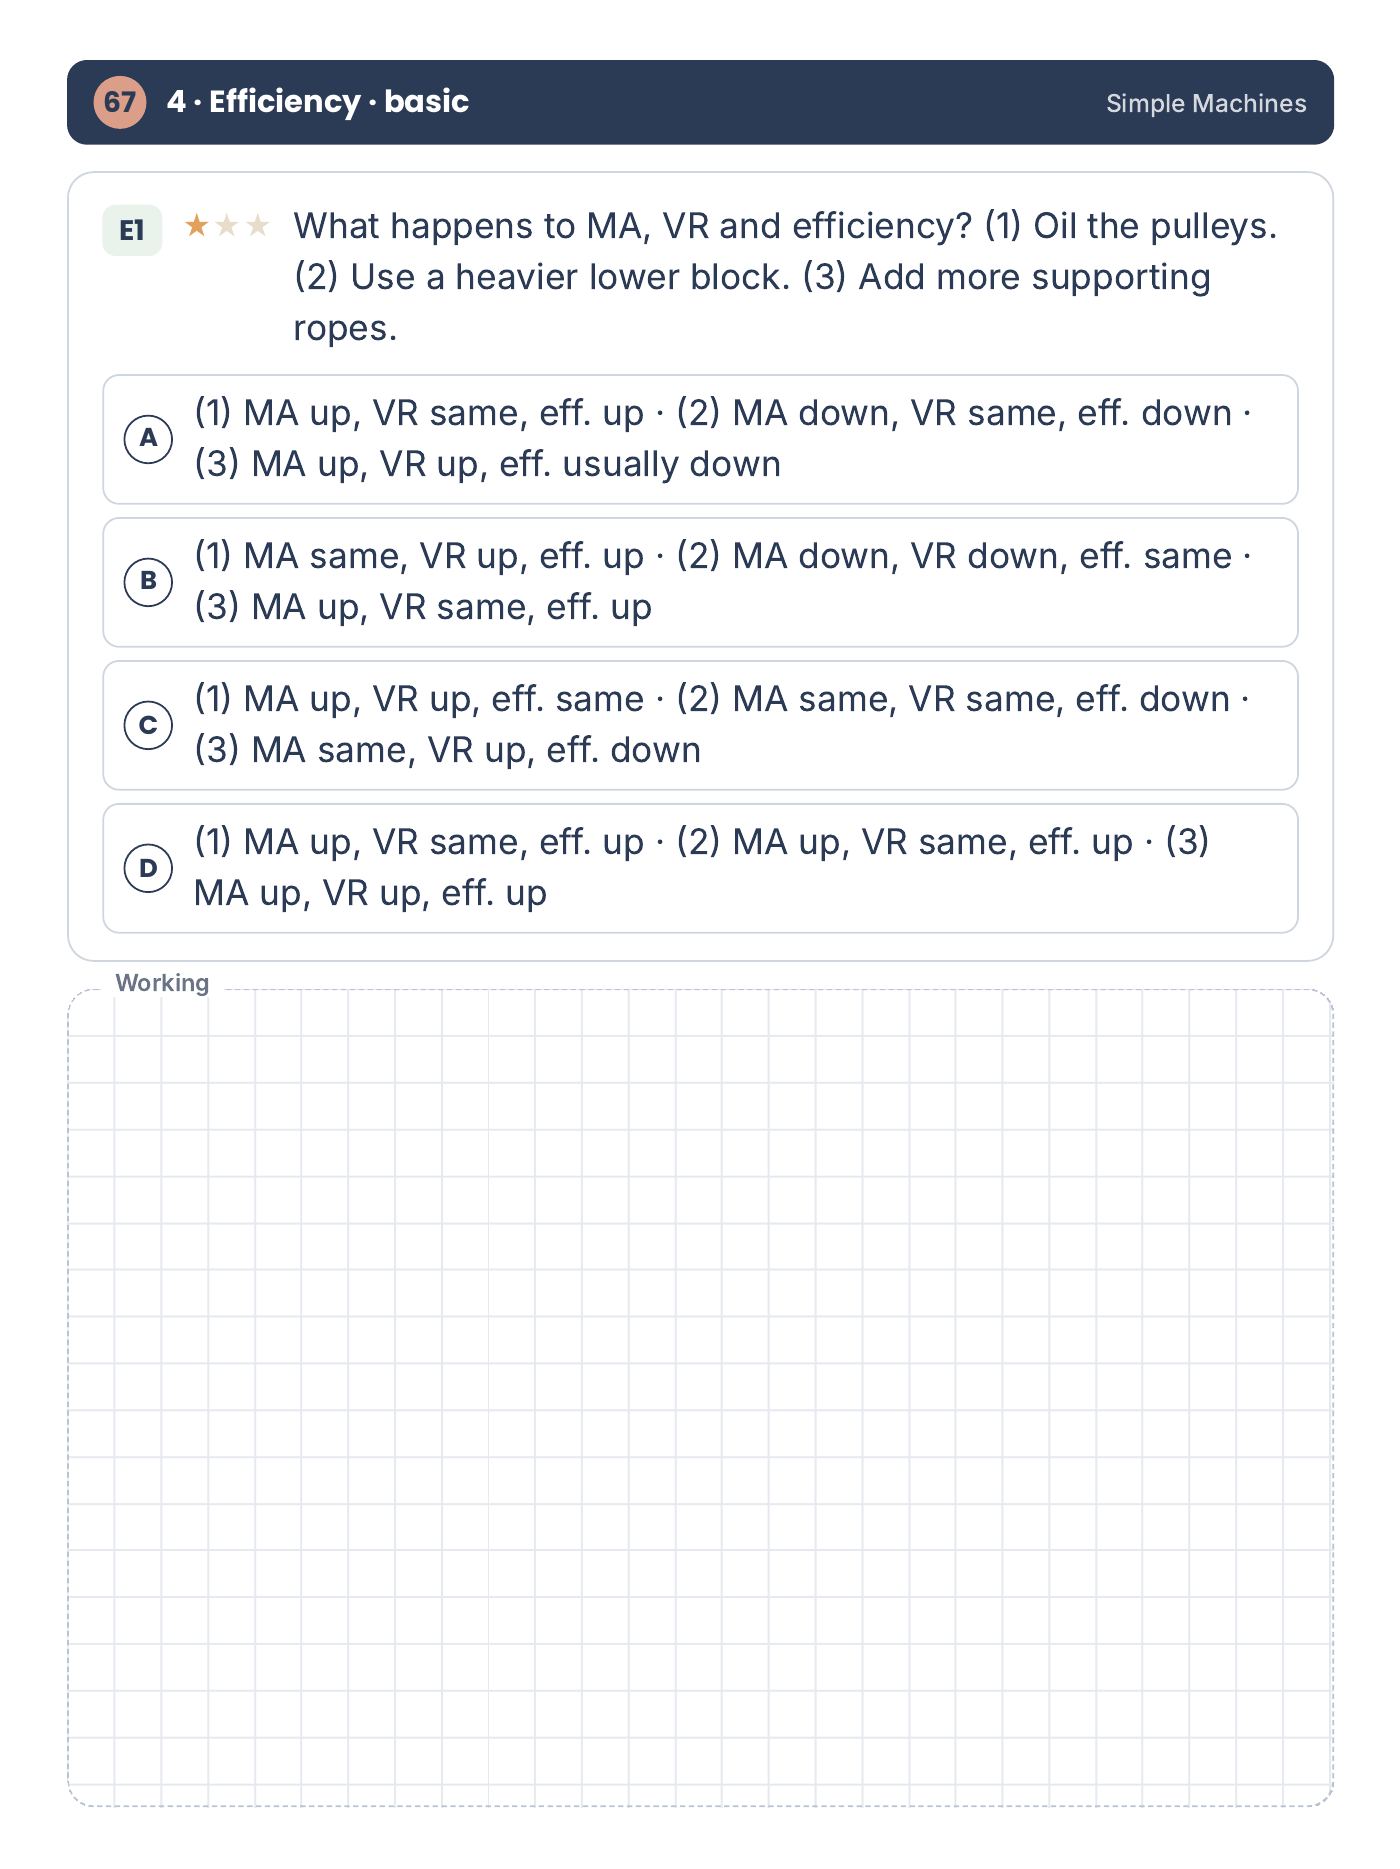 67 4 · Efficiency · basic Simple Machines
E1 ★★★ What happens to MA, VR and efficiency? (1) Oil the pulleys.
(2) Use a heavier lower block. (3) Add more supporting
ropes.
A (1) MA up, VR same, eff. up · (2) MA down, VR same, eff. down ·
(3) MA up, VR up, eff. usually down
B (1) MA same, VR up, eff. up · (2) MA down, VR down, eff. same ·
(3) MA up, VR same, eff. up
C (1) MA up, VR up, eff. same · (2) MA same, VR same, eff. down ·
(3) MA same, VR up, eff. down
D (1) MA up, VR same, eff. up · (2) MA up, VR same, eff. up · (3)
MA up, VR up, eff. up
Working